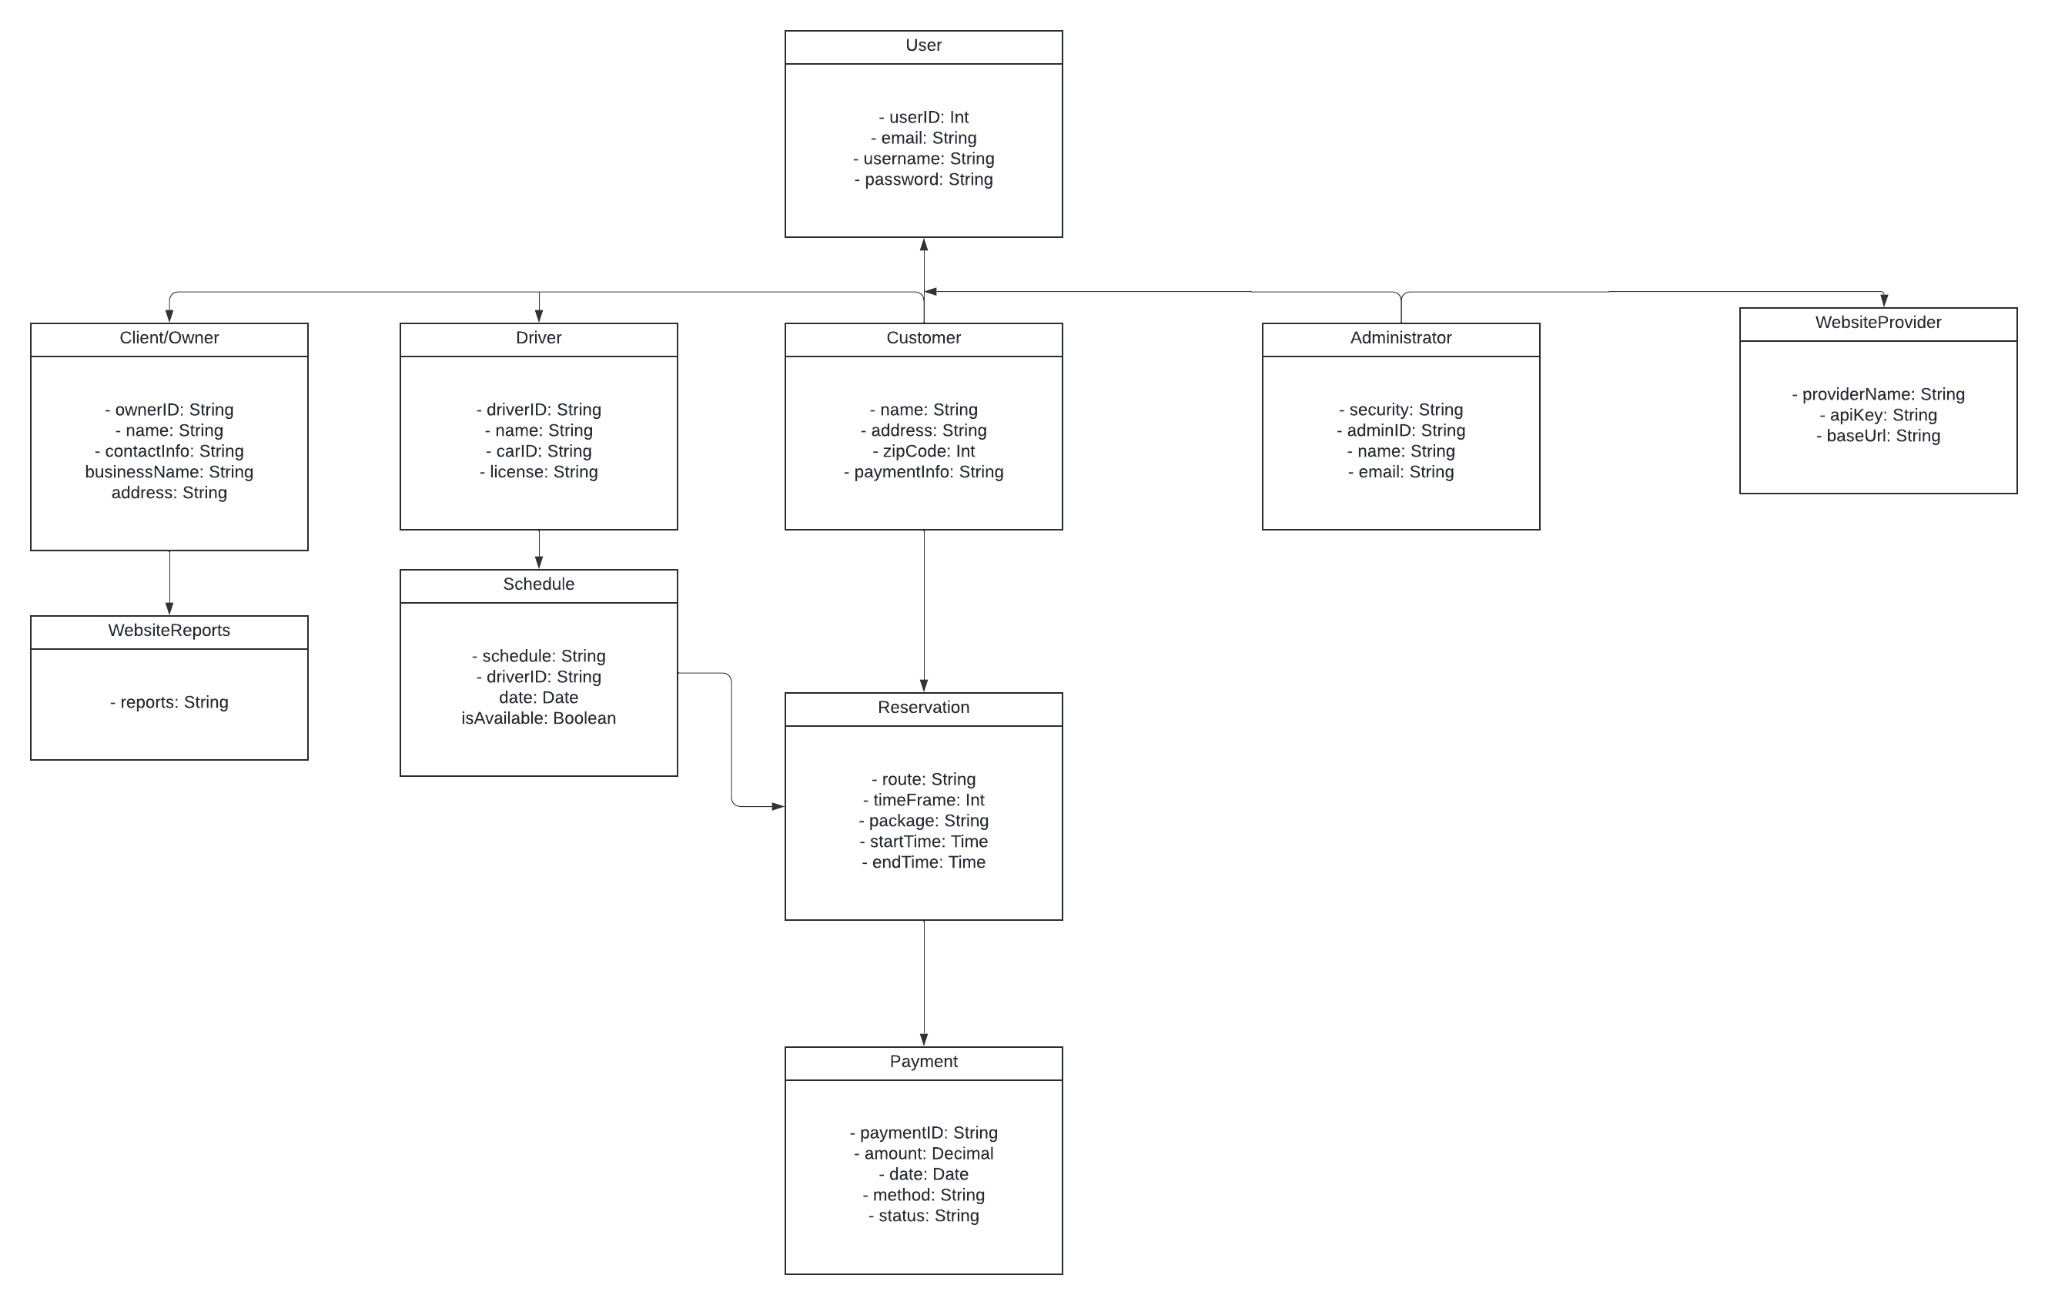 User
- userID: Int
- email: String
- username: String
- password: String
Client/Owner
- ownerID: String
- name: String
- contactInfo: String
businessName: String
address: String
Driver
- driverID: String
- name: String
- carID: String
- license: String
Customer
- name: String
- address: String
- zipCode: Int
- paymentInfo: String
Administrator
- security: String
- adminID: String
- name: String
- email: String
WebsiteProvider
- providerName: String
- apiKey: String
- baseUrl: String
WebsiteReports
- reports: String
Schedule
- schedule: String
- driverID: String
date: Date
isAvailable: Boolean
Reservation
- route: String
- timeFrame: Int
- package: String
- startTime: Time
- endTime: Time
Payment
- paymentID: String
- amount: Decimal
- date: Date
- method: String
- status: String